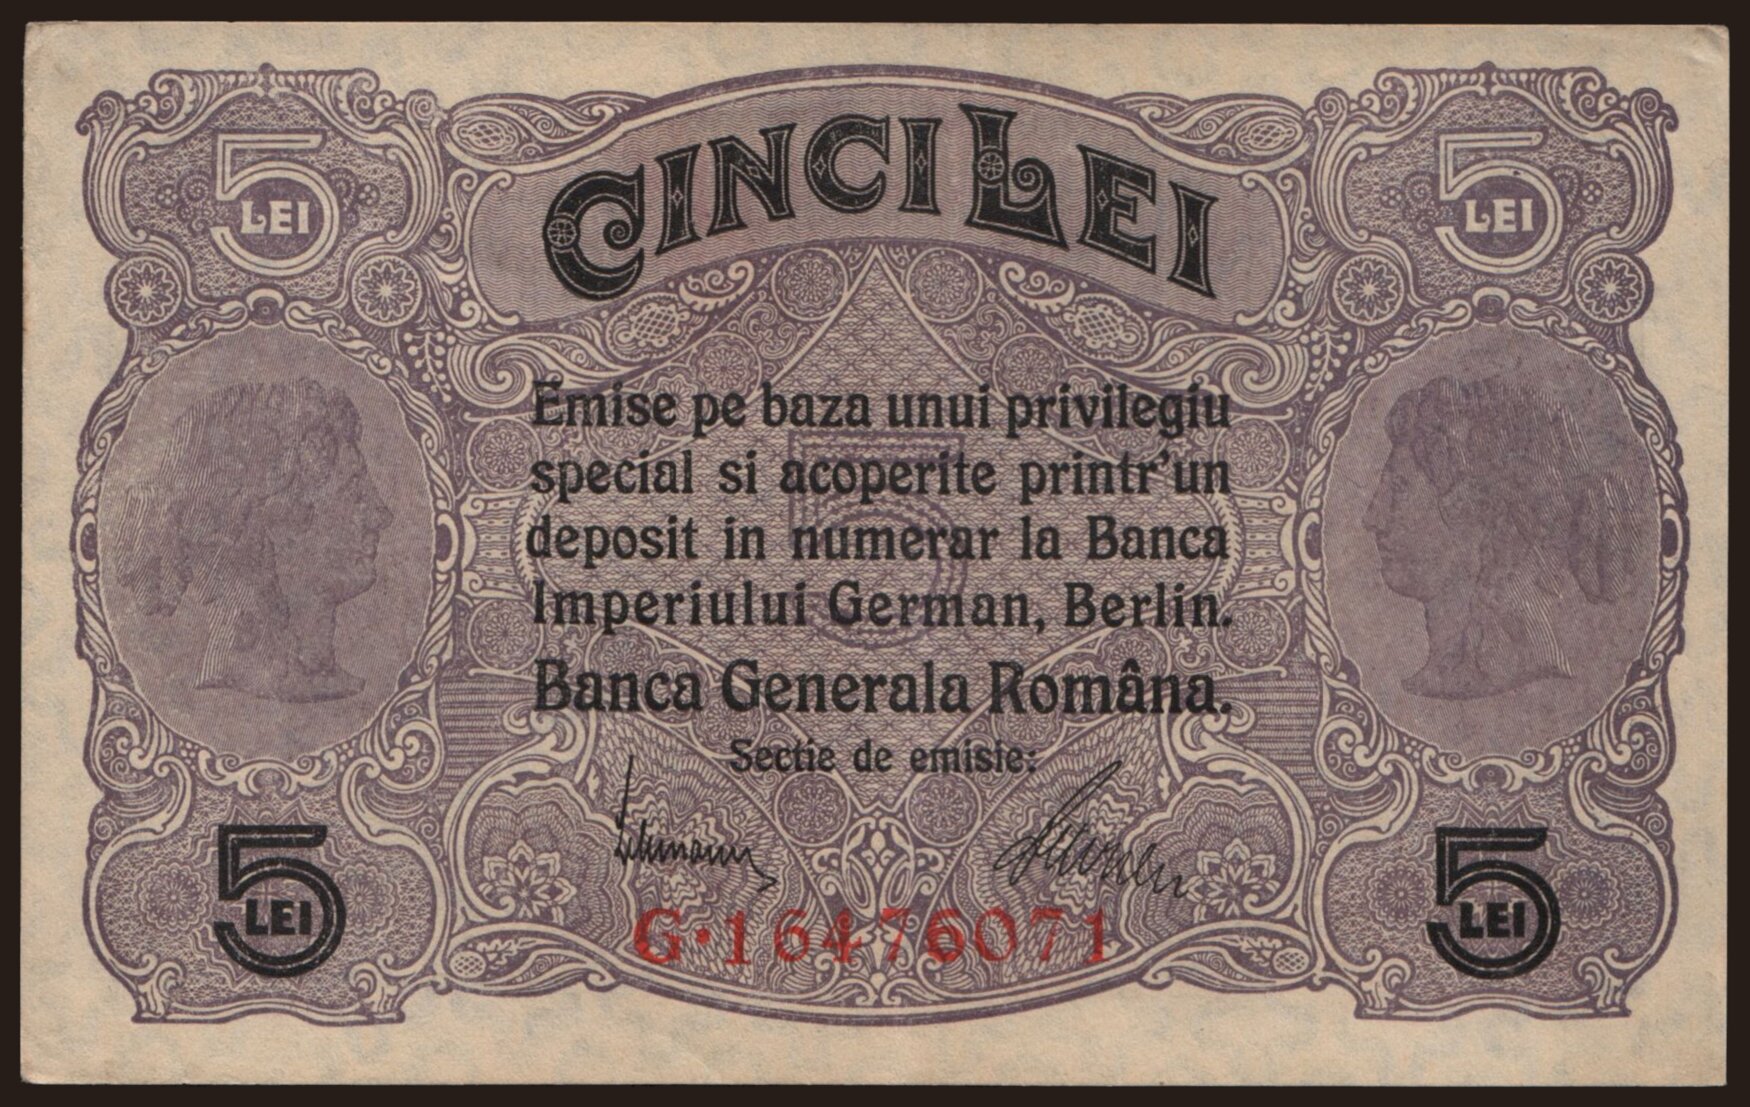 CINCI LEI
5 LEI
5 LEI
Emise pe baza unui privilegiu
special si acoperite printr'un
deposit in numerar la Banca
Imperiului German, Berlin.
Banca Generala Româna.
Sectie de emisie:
5 LEI
5 LEI
G·16476071
5